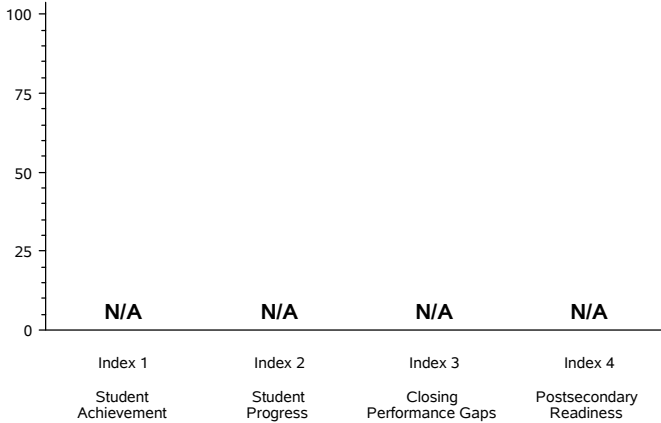 100
75
50
25
0
N/A N/A N/A N/A
Index 1 Index 2 Index 3 Index 4
Student Student Closing Postsecondary
Achievement Progress Performance Gaps Readiness